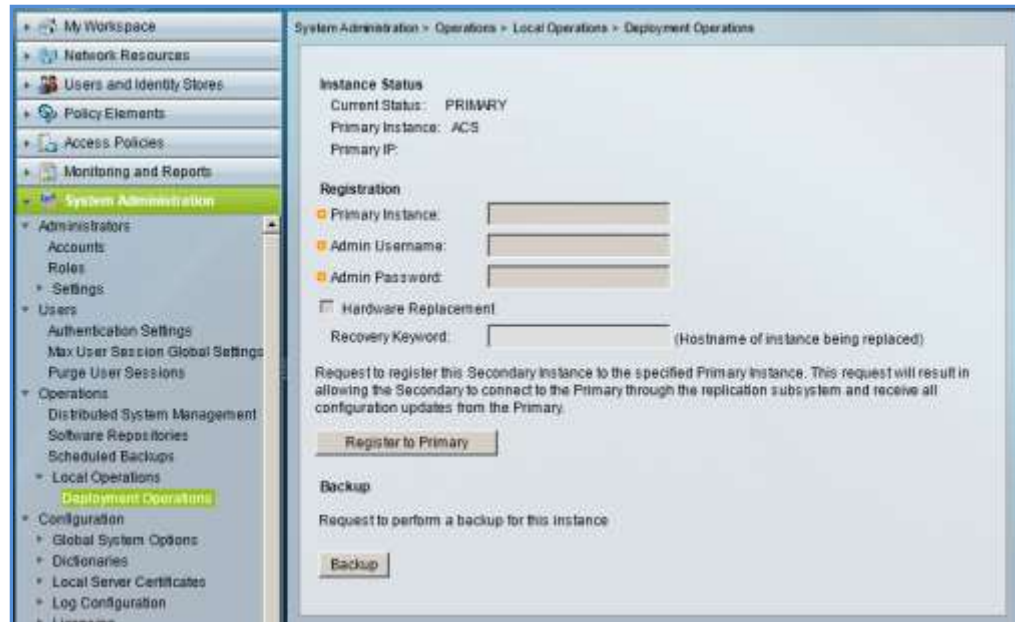 My Workspace
Network Resources
Users and Identity Stores
Policy Elements
Access Policies
Monitoring and Reports
System Administration
Administrators
Accounts
Roles
Settings
Users
Authentication Settings
Max User Session Global Settings
Purge User Sessions
Operations
Distributed System Management
Software Repositories
Scheduled Backups
Local Operations
Deployment Operations
Configuration
Global System Options
Dictionaries
Local Server Certificates
Log Configuration
System Administration > Operations > Local Operations > Deployment Operations
Instance Status
Current Status: PRIMARY
Primary Instance: ACS
Primary IP:
Registration
Primary Instance:
Admin Username:
Admin Password:
Hardware Replacement
Recovery Keyword: (Hostname of instance being replaced)
Request to register this Secondary Instance to the specified Primary Instance. This request will result in
allowing the Secondary to connect to the Primary through the replication subsystem and receive all
configuration updates from the Primary.
Register to Primary
Backup
Request to perform a backup for this instance
Backup